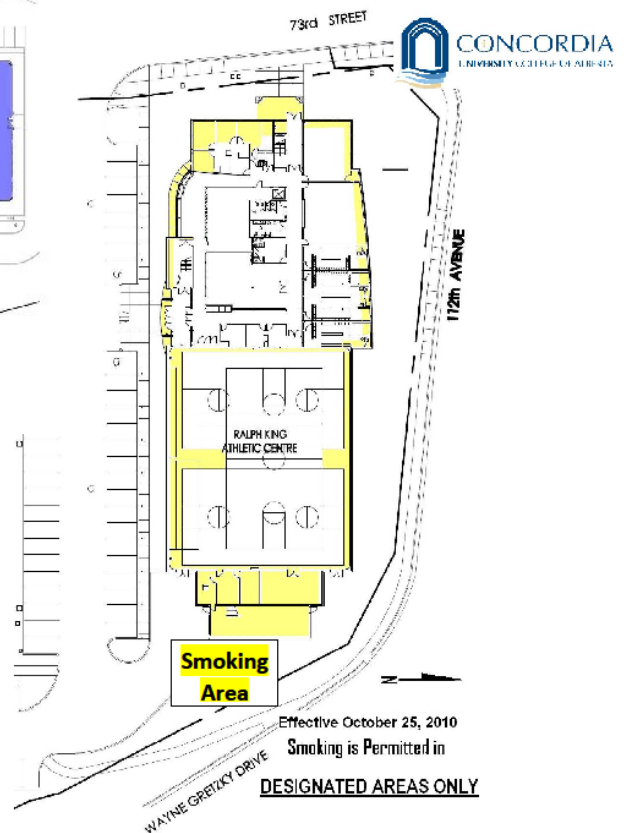 73rd STREET
CONCORDIA
UNIVERSITY COLLEGE OF ALBERTA
112th AVENUE
RALPH KING
ATHLETIC CENTRE
Smoking
Area
N
Effective October 25, 2010
Smoking is Permitted in
DESIGNATED AREAS ONLY
WAYNE GRETZKY DRIVE